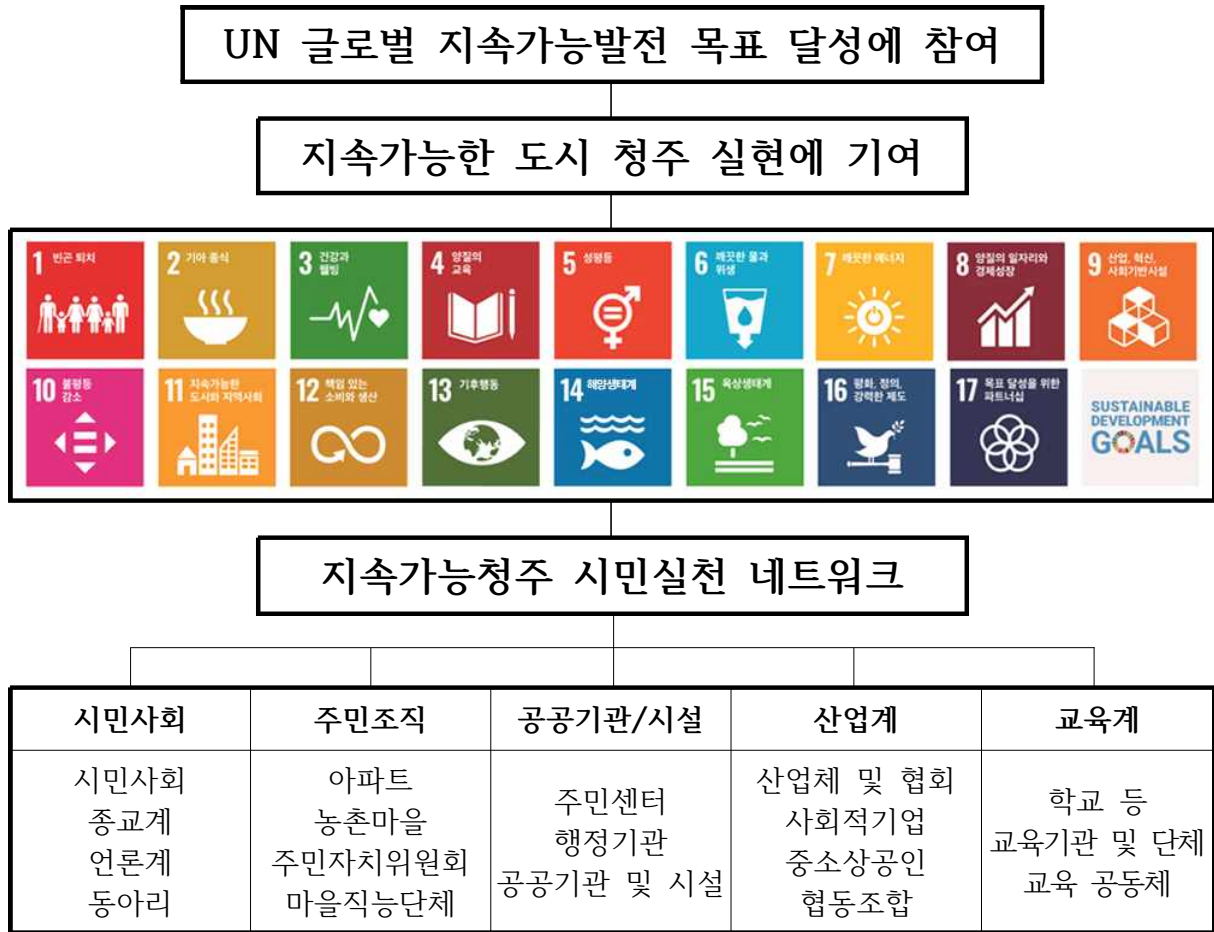 UN 글로벌 지속가능발전 목표 달성에 참여
지속가능한 도시 청주 실현에 기여
1 빈곤 퇴치
2 기아 종식
3 건강과
웰빙
4 양질의
교육
5 성평등
6 깨끗한 물과
위생
7 깨끗한 에너지
8 양질의 일자리와
경제성장
9 산업, 혁신,
사회기반시설
10 불평등
감소
11 지속가능한
도시와 지역사회
12 책임 있는
소비와 생산
13 기후행동
14 해양생태계
15 육상생태계
16 평화, 정의,
강력한 제도
17 목표 달성을 위한
파트너십
SUSTAINABLE
DEVELOPMENT
GOALS
지속가능청주 시민실천 네트워크
시민사회
주민조직
공공기관/시설
산업계
교육계
시민사회
종교계
언론계
동아리
아파트
농촌마을
주민자치위원회
마을직능단체
주민센터
행정기관
공공기관 및 시설
산업체 및 협회
사회적기업
중소상공인
협동조합
학교 등
교육기관 및 단체
교육 공동체